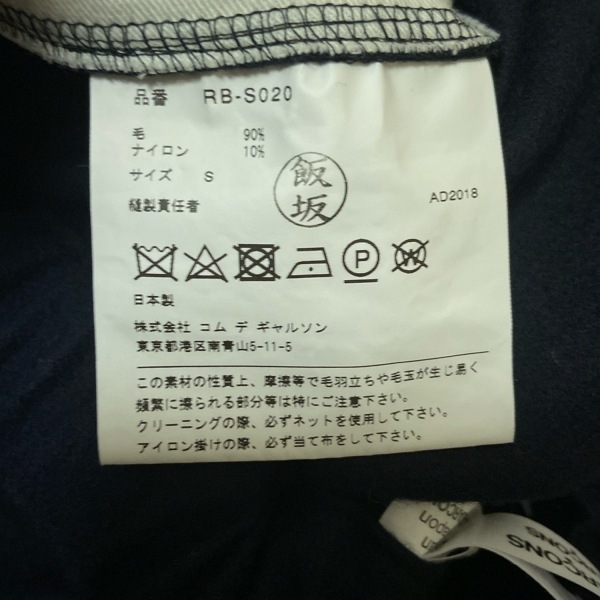 品番 RB-S020
毛 90%
ナイロン 10%
サイズ S
飯坂
縫製責任者
AD2018
P
W
日本製
株式会社 コム デ ギャルソン
東京都港区南青山5-11-5
この素材の性質上、摩擦等で毛羽立ちや毛玉が生じ易く
頻繁に擦られる部分等は特にご注意下さい。
クリーニングの際、必ずネットを使用して下さい。
アイロン掛けの際、必ず当て布をして下さい。